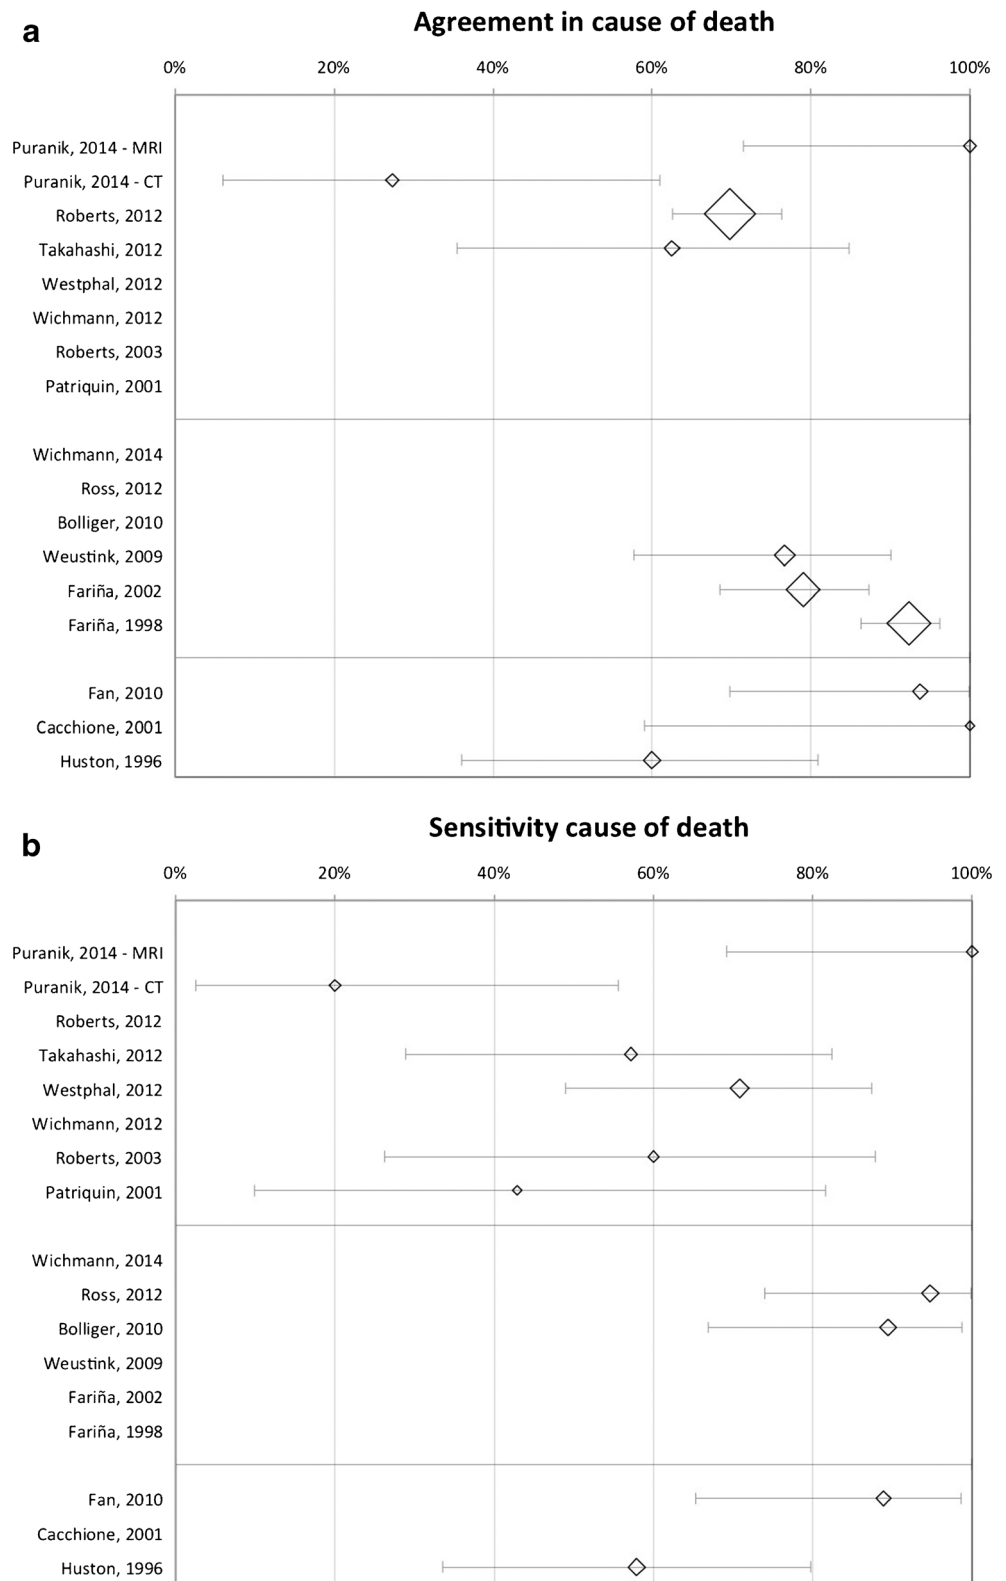 a
Agreement in cause of death
0% 20% 40% 60% 80% 100%
Puranik, 2014 - MRI
Puranik, 2014 - CT
Roberts, 2012
Takahashi, 2012
Westphal, 2012
Wichmann, 2012
Roberts, 2003
Patriquin, 2001
Wichmann, 2014
Ross, 2012
Bolliger, 2010
Weustink, 2009
Fariña, 2002
Fariña, 1998
Fan, 2010
Cacchione, 2001
Huston, 1996
b
Sensitivity cause of death
0% 20% 40% 60% 80% 100%
Puranik, 2014 - MRI
Puranik, 2014 - CT
Roberts, 2012
Takahashi, 2012
Westphal, 2012
Wichmann, 2012
Roberts, 2003
Patriquin, 2001
Wichmann, 2014
Ross, 2012
Bolliger, 2010
Weustink, 2009
Fariña, 2002
Fariña, 1998
Fan, 2010
Cacchione, 2001
Huston, 1996